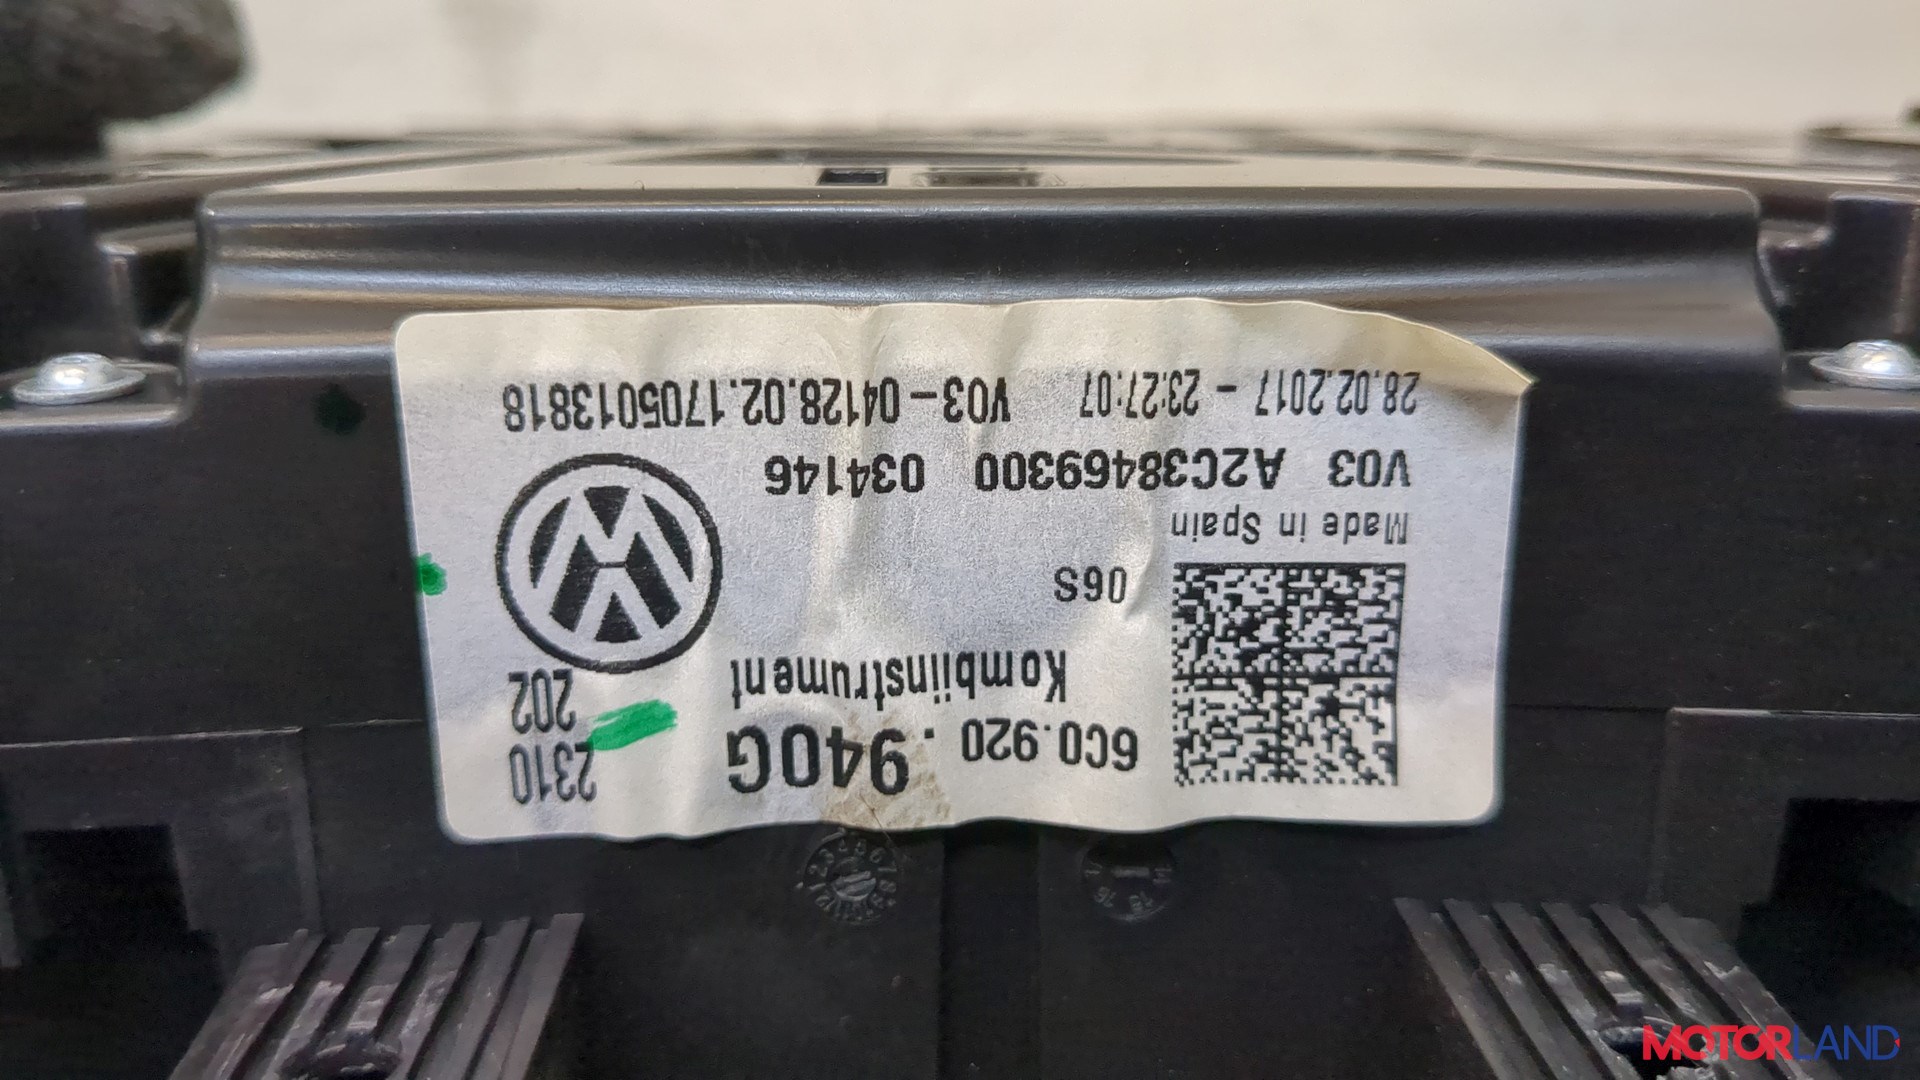 6C0.920 .940G 2310
Kombiinstrument 202
06S
Made in Spain
V03 A2C38469300 034146
28.02.2017 - 23:27:07 V03-04128.02.1705013818
MOTORLAND